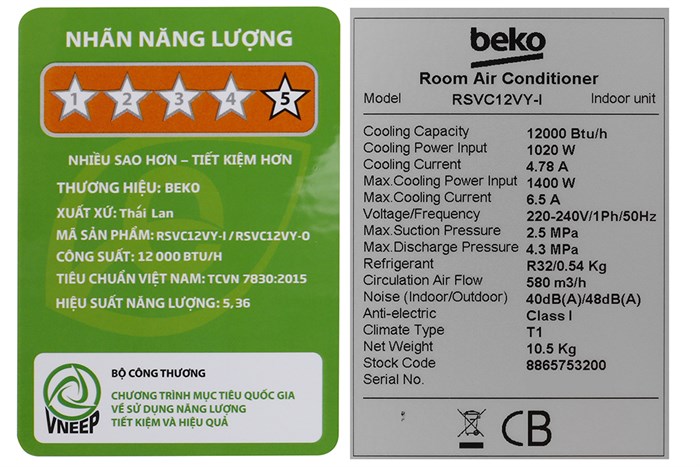 NHÃN NĂNG LƯỢNG
1 2 3 4 5
NHIỀU SAO HƠN – TIẾT KIỆM HƠN
THƯƠNG HIỆU: BEKO
XUẤT XỨ: Thái Lan
MÃ SẢN PHẨM: RSVC12VY-I / RSVC12VY-O
CÔNG SUẤT: 12 000 BTU/H
TIÊU CHUẨN VIỆT NAM: TCVN 7830:2015
HIỆU SUẤT NĂNG LƯỢNG: 5,36
VNEEP
BỘ CÔNG THƯƠNG
CHƯƠNG TRÌNH MỤC TIÊU QUỐC GIA
VỀ SỬ DỤNG NĂNG LƯỢNG
TIẾT KIỆM VÀ HIỆU QUẢ
beko
Room Air Conditioner
Model RSVC12VY-I Indoor unit
Cooling Capacity 12000 Btu/h
Cooling Power Input 1020 W
Cooling Current 4.78 A
Max.Cooling Power Input 1400 W
Max.Cooling Current 6.5 A
Voltage/Frequency 220-240V/1Ph/50Hz
Max.Suction Pressure 2.5 MPa
Max.Discharge Pressure 4.3 MPa
Refrigerant R32/0.54 Kg
Circulation Air Flow 580 m3/h
Noise (Indoor/Outdoor) 40dB(A)/48dB(A)
Anti-electric Class I
Climate Type T1
Net Weight 10.5 Kg
Stock Code 8865753200
Serial No.
CB